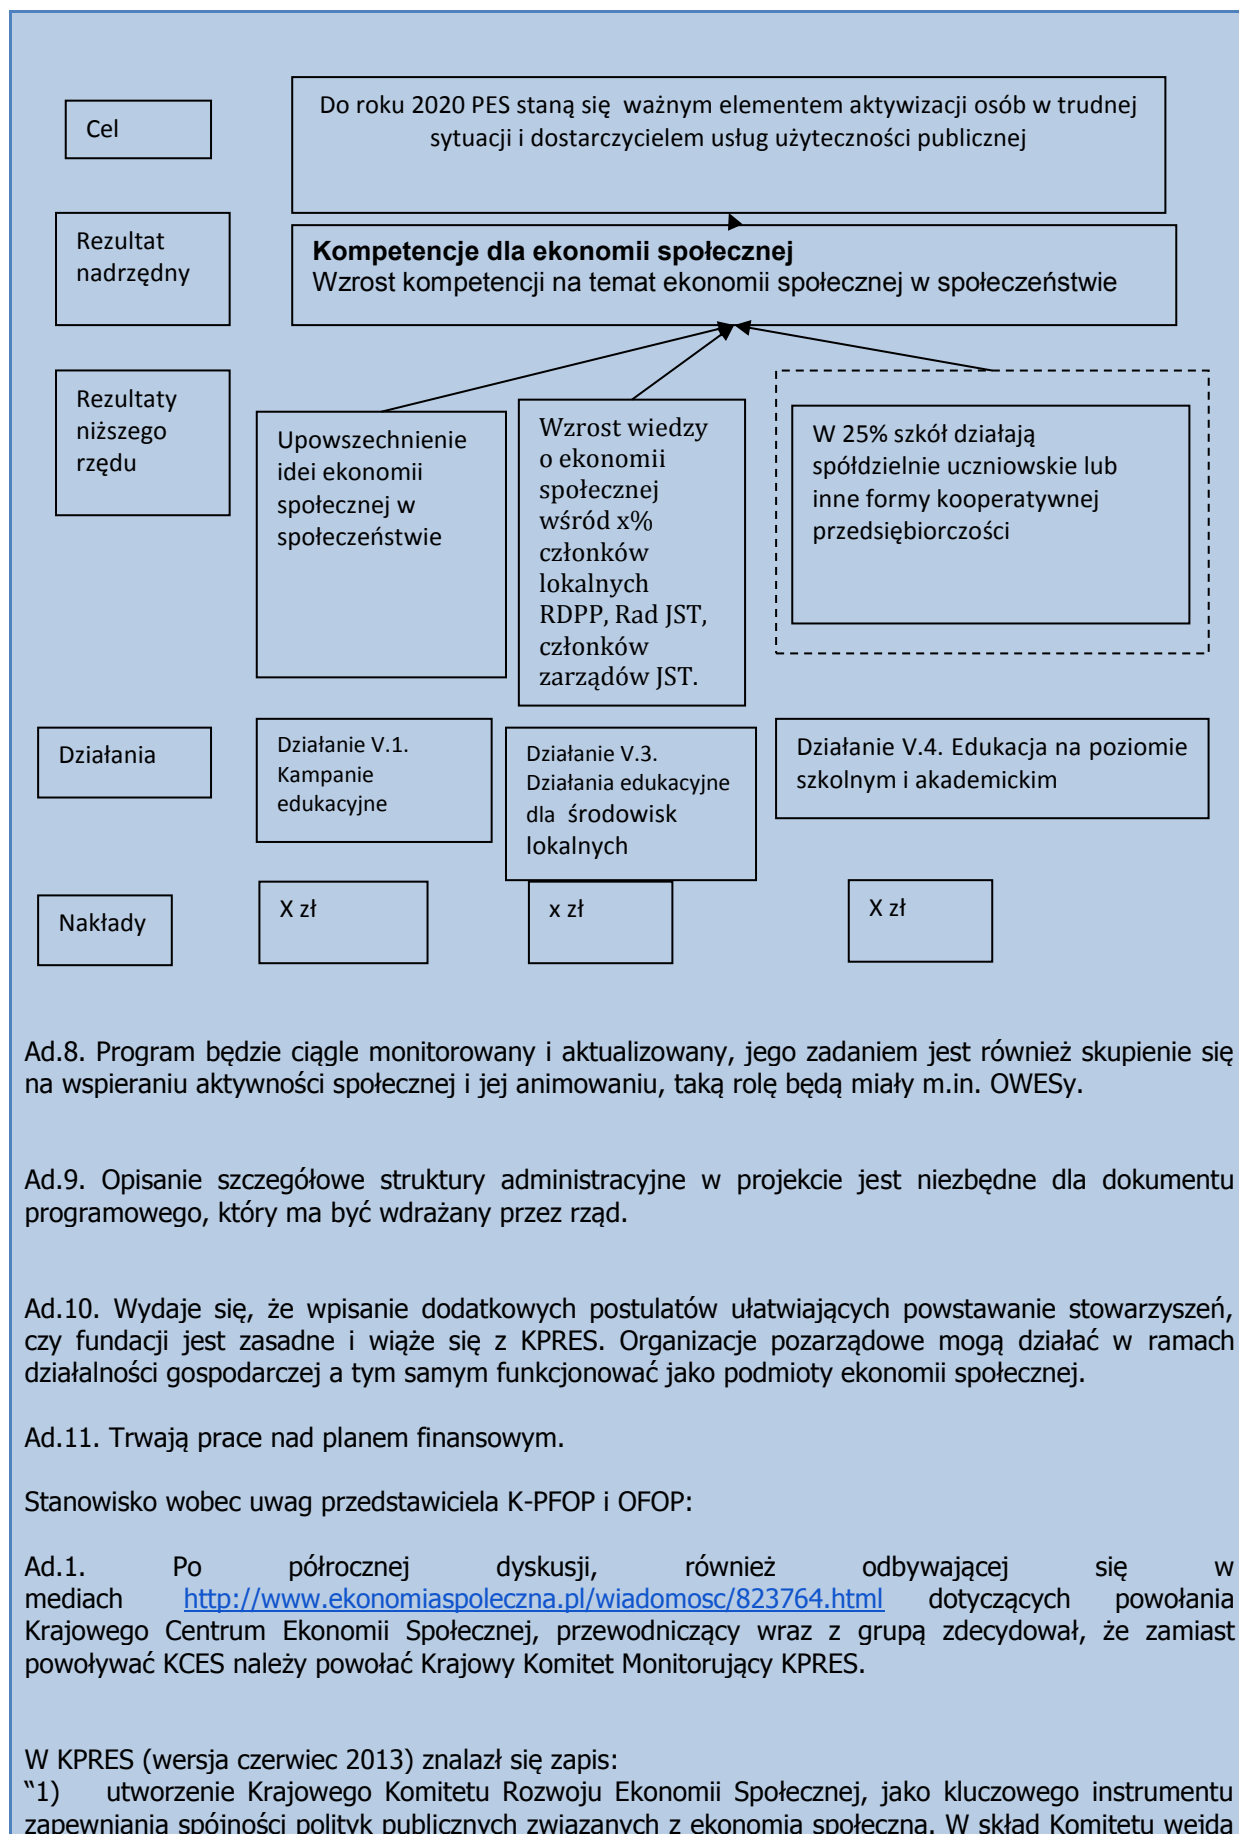 Cel
Do roku 2020 PES staną się ważnym elementem aktywizacji osób w trudnej
sytuacji i dostarczycielem usług użyteczności publicznej
Rezultat
nadrzędny
Kompetencje dla ekonomii społecznej
Wzrost kompetencji na temat ekonomii społecznej w społeczeństwie
Rezultaty
niższego
rzędu
Upowszechnienie
idei ekonomii
społecznej w
społeczeństwie
Wzrost wiedzy
o ekonomii
społecznej
wśród x%
członków
lokalnych
RDPP, Rad JST,
członków
zarządów JST.
W 25% szkół działają
spółdzielnie uczniowskie lub
inne formy kooperatywnej
przedsiębiorczości
Działania
Działanie V.1.
Kampanie
edukacyjne
Działanie V.3.
Działania edukacyjne
dla środowisk
lokalnych
Działanie V.4. Edukacja na poziomie
szkolnym i akademickim
Nakłady
X zł
x zł
X zł
Ad.8. Program będzie ciągle monitorowany i aktualizowany, jego zadaniem jest również skupienie się
na wspieraniu aktywności społecznej i jej animowaniu, taką rolę będą miały m.in. OWESy.
Ad.9. Opisanie szczegółowe struktury administracyjne w projekcie jest niezbędne dla dokumentu
programowego, który ma być wdrażany przez rząd.
Ad.10. Wydaje się, że wpisanie dodatkowych postulatów ułatwiających powstawanie stowarzyszeń,
czy fundacji jest zasadne i wiąże się z KPRES. Organizacje pozarządowe mogą działać w ramach
działalności gospodarczej a tym samym funkcjonować jako podmioty ekonomii społecznej.
Ad.11. Trwają prace nad planem finansowym.
Stanowisko wobec uwag przedstawiciela K-PFOP i OFOP:
Ad.1. Po półrocznej dyskusji, również odbywającej się w
mediach http://www.ekonomiaspoleczna.pl/wiadomosc/823764.html dotyczących powołania
Krajowego Centrum Ekonomii Społecznej, przewodniczący wraz z grupą zdecydował, że zamiast
powoływać KCES należy powołać Krajowy Komitet Monitorujący KPRES.
W KPRES (wersja czerwiec 2013) znalazł się zapis:
“1) utworzenie Krajowego Komitetu Rozwoju Ekonomii Społecznej, jako kluczowego instrumentu
zapewniania spójności polityk publicznych związanych z ekonomią społeczną. W skład Komitetu wejdą